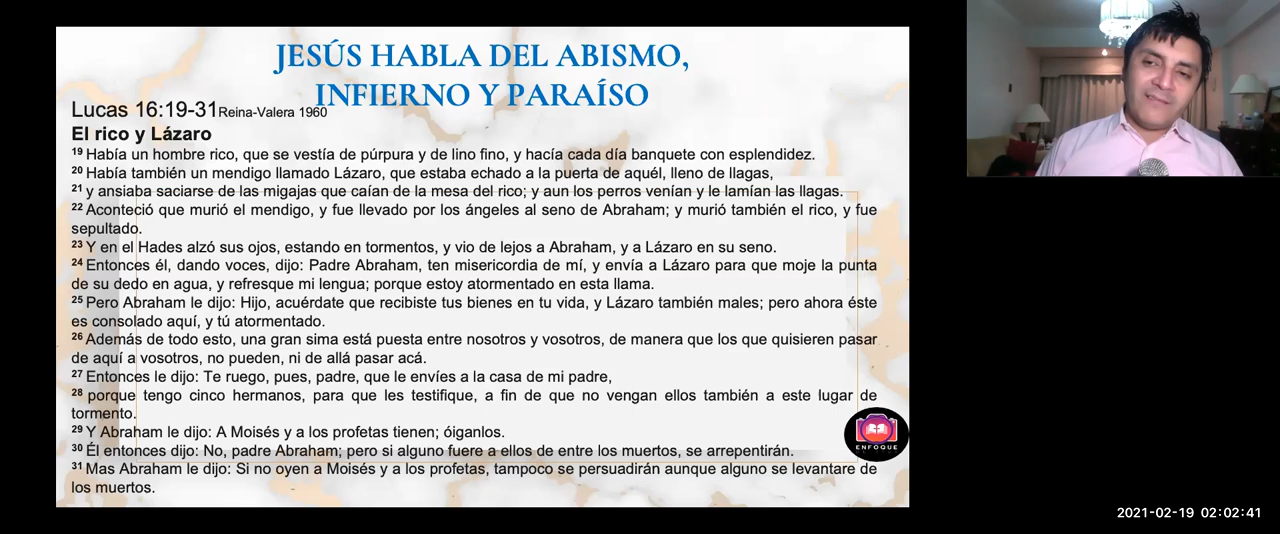 JESÚS HABLA DEL ABISMO,
INFIERNO Y PARAÍSO
Lucas 16:19-31 Reina-Valera 1960
El rico y Lázaro
19 Había un hombre rico, que se vestía de púrpura y de lino fino, y hacía cada día banquete con esplendidez.
20 Había también un mendigo llamado Lázaro, que estaba echado a la puerta de aquél, lleno de llagas,
21 y ansiaba saciarse de las migajas que caían de la mesa del rico; y aun los perros venían y le lamían las llagas.
22 Aconteció que murió el mendigo, y fue llevado por los ángeles al seno de Abraham; y murió también el rico, y fue
sepultado.
23 Y en el Hades alzó sus ojos, estando en tormentos, y vio de lejos a Abraham, y a Lázaro en su seno.
24 Entonces él, dando voces, dijo: Padre Abraham, ten misericordia de mí, y envía a Lázaro para que moje la punta
de su dedo en agua, y refresque mi lengua; porque estoy atormentado en esta llama.
25 Pero Abraham le dijo: Hijo, acuérdate que recibiste tus bienes en tu vida, y Lázaro también males; pero ahora éste
es consolado aquí, y tú atormentado.
26 Además de todo esto, una gran sima está puesta entre nosotros y vosotros, de manera que los que quisieren pasar
de aquí a vosotros, no pueden, ni de allá pasar acá.
27 Entonces le dijo: Te ruego, pues, padre, que le envíes a la casa de mi padre,
28 porque tengo cinco hermanos, para que les testifique, a fin de que no vengan ellos también a este lugar de
tormento.
29 Y Abraham le dijo: A Moisés y a los profetas tienen; óiganlos.
30 Él entonces dijo: No, padre Abraham; pero si alguno fuere a ellos de entre los muertos, se arrepentirán.
31 Mas Abraham le dijo: Si no oyen a Moisés y a los profetas, tampoco se persuadirán aunque alguno se levantare de
los muertos.
ENFOQUE
2021-02-19 02:02:41